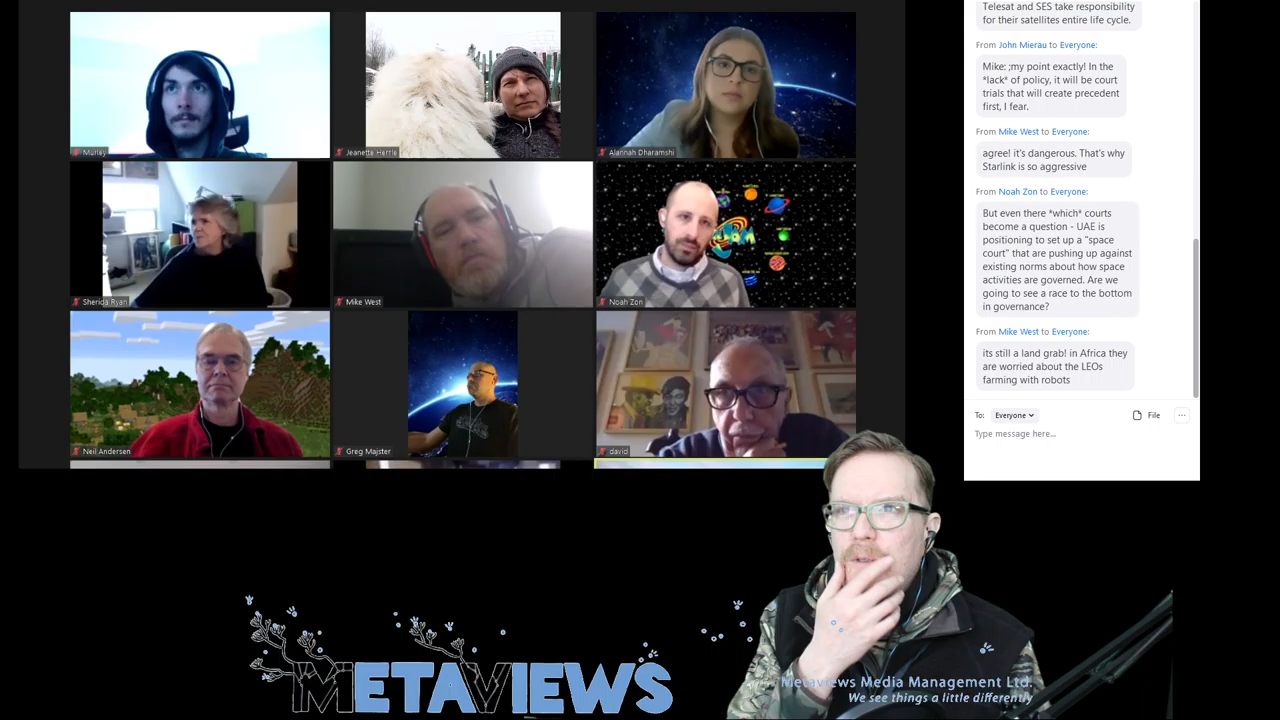 Murley
Jeanette Herrle
Alannah Dharamshi
Sherida Ryan
Mike West
Noah Zon
Neil Andersen
Greg Majster
david
Telesat and SES take responsibility
for their satellites entire life cycle.
From John Mierau to Everyone:
Mike: ;my point exactly! In the
*lack* of policy, it will be court
trials that will create precedent
first, I fear.
From Mike West to Everyone:
agree! it's dangerous. That's why
Starlink is so aggressive
From Noah Zon to Everyone:
But even there *which* courts
become a question - UAE is
positioning to set up a "space
court" that are pushing up against
existing norms about how space
activities are governed. Are we
going to see a race to the bottom
in governance?
From Mike West to Everyone:
its still a land grab! in Africa they
are worried about the LEOs
farming with robots
To: Everyone File ...
Type message here...
METAVIEWS
Metaviews Media Management Ltd.
We see things a little differently